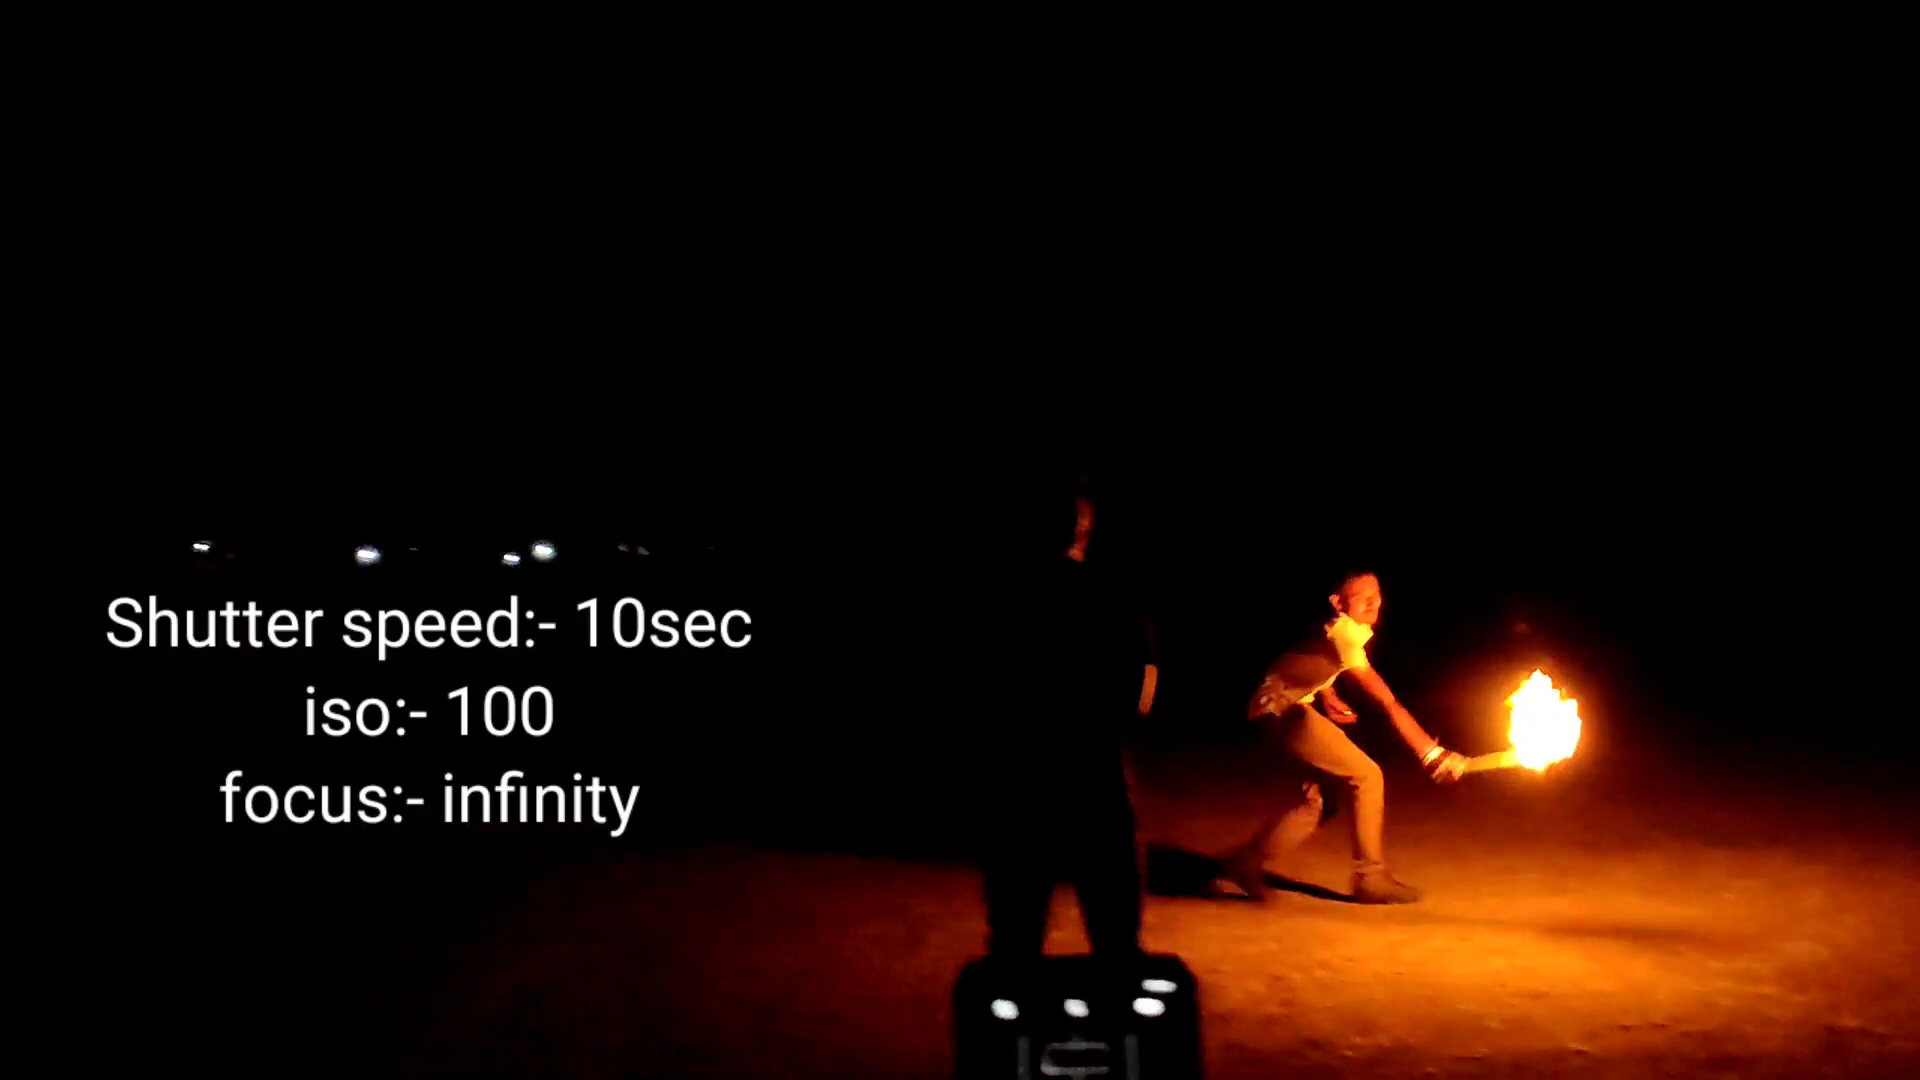 Shutter speed:- 10sec
iso:- 100
focus:- infinity